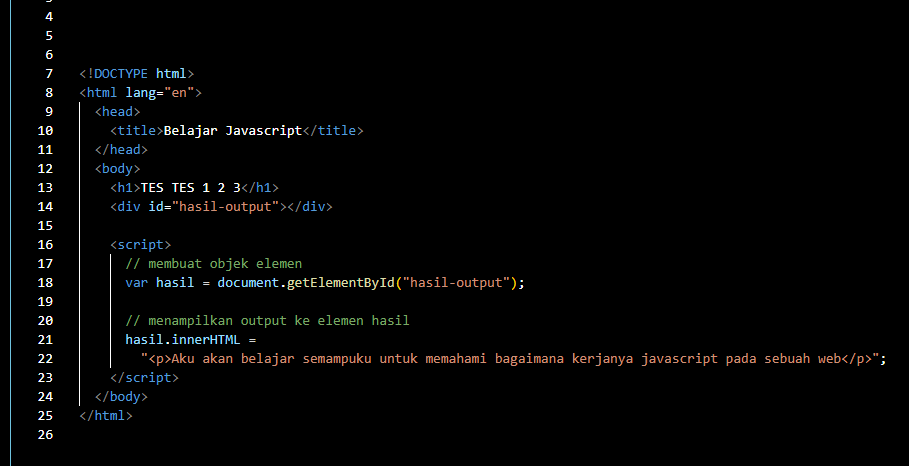 4
5
6
7 <!DOCTYPE html>
8 <html lang="en">
9 <head>
10 <title>Belajar Javascript</title>
11 </head>
12 <body>
13 <h1>TES TES 1 2 3</h1>
14 <div id="hasil-output"></div>
15
16 <script>
17 // membuat objek elemen
18 var hasil = document.getElementById("hasil-output");
19
20 // menampilkan output ke elemen hasil
21 hasil.innerHTML =
22 "<p>Aku akan belajar semampuku untuk memahami bagaimana kerjanya javascript pada sebuah web</p>";
23 </script>
24 </body>
25 </html>
26